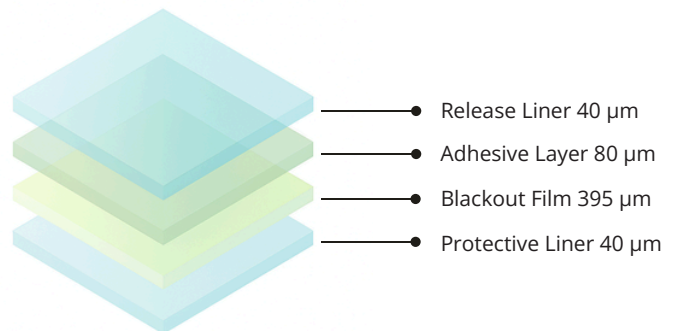 Release Liner 40 μm
Adhesive Layer 80 μm
Blackout Film 395 μm
Protective Liner 40 μm